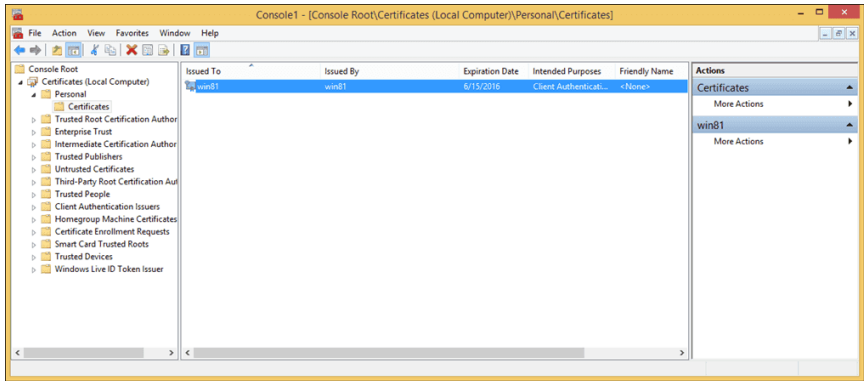 Console1 - [Console Root\Certificates (Local Computer)\Personal\Certificates]
File Action View Favorites Window Help
Console Root
Certificates (Local Computer)
Personal
Certificates
Trusted Root Certification Author
Enterprise Trust
Intermediate Certification Author
Trusted Publishers
Untrusted Certificates
Third-Party Root Certification Aut
Trusted People
Client Authentication Issuers
Homegroup Machine Certificates
Certificate Enrollment Requests
Smart Card Trusted Roots
Trusted Devices
Windows Live ID Token Issuer
Issued To Issued By Expiration Date Intended Purposes Friendly Name
win81 win81 6/15/2016 Client Authenticati... <None>
Actions
Certificates
More Actions
win81
More Actions